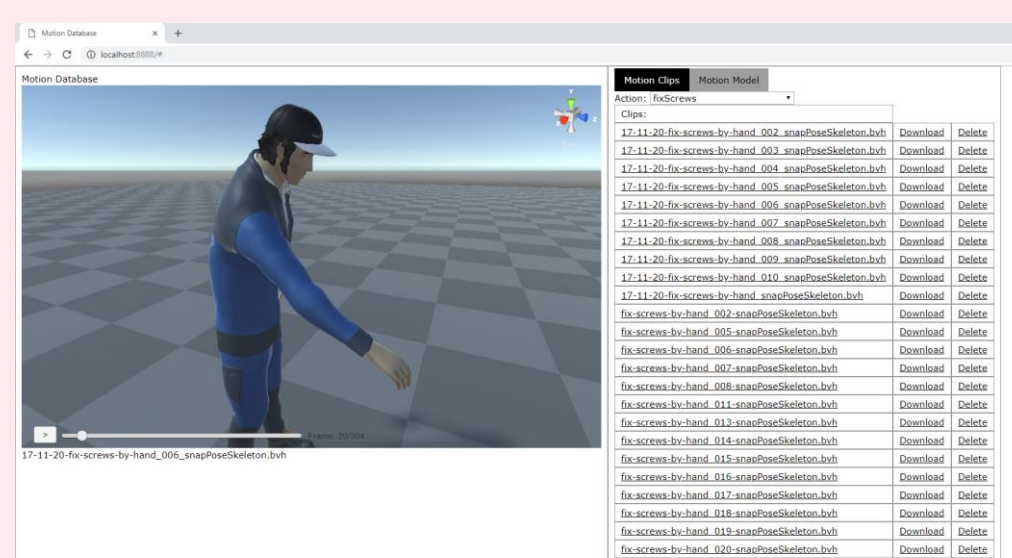 Motion Database
localhost:8888/#
Motion Database
Y
z
>
Frame: 20/304
17-11-20-fix-screws-by-hand_006_snapPoseSkeleton.bvh
Motion Clips Motion Model
Action: fixScrews
Clips:
17-11-20-fix-screws-by-hand_002_snapPoseSkeleton.bvh Download Delete
17-11-20-fix-screws-by-hand_003_snapPoseSkeleton.bvh Download Delete
17-11-20-fix-screws-by-hand_004_snapPoseSkeleton.bvh Download Delete
17-11-20-fix-screws-by-hand_005_snapPoseSkeleton.bvh Download Delete
17-11-20-fix-screws-by-hand_006_snapPoseSkeleton.bvh Download Delete
17-11-20-fix-screws-by-hand_007_snapPoseSkeleton.bvh Download Delete
17-11-20-fix-screws-by-hand_008_snapPoseSkeleton.bvh Download Delete
17-11-20-fix-screws-by-hand_009_snapPoseSkeleton.bvh Download Delete
17-11-20-fix-screws-by-hand_010_snapPoseSkeleton.bvh Download Delete
17-11-20-fix-screws-by-hand_snapPoseSkeleton.bvh Download Delete
fix-screws-by-hand_002-snapPoseSkeleton.bvh Download Delete
fix-screws-by-hand_005-snapPoseSkeleton.bvh Download Delete
fix-screws-by-hand_006-snapPoseSkeleton.bvh Download Delete
fix-screws-by-hand_007-snapPoseSkeleton.bvh Download Delete
fix-screws-by-hand_008-snapPoseSkeleton.bvh Download Delete
fix-screws-by-hand_011-snapPoseSkeleton.bvh Download Delete
fix-screws-by-hand_013-snapPoseSkeleton.bvh Download Delete
fix-screws-by-hand_014-snapPoseSkeleton.bvh Download Delete
fix-screws-by-hand_015-snapPoseSkeleton.bvh Download Delete
fix-screws-by-hand_016-snapPoseSkeleton.bvh Download Delete
fix-screws-by-hand_017-snapPoseSkeleton.bvh Download Delete
fix-screws-by-hand_018-snapPoseSkeleton.bvh Download Delete
fix-screws-by-hand_019-snapPoseSkeleton.bvh Download Delete
fix-screws-by-hand_020-snapPoseSkeleton.bvh Download Delete